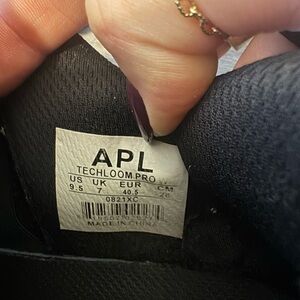 APL
TECHLOOM PRO
US UK EUR CM
9.5 7 40.5
0821XC
MADE IN CHINA